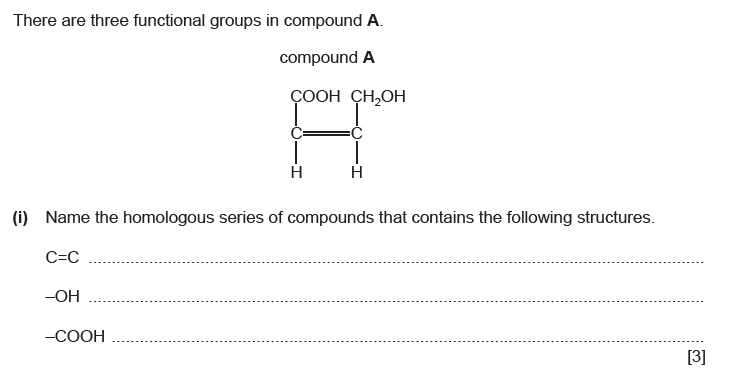 There are three functional groups in compound A.
compound A
COOH CH₂OH
C C
H H
(i) Name the homologous series of compounds that contains the following structures.
C=C ................................................................
–OH ................................................................
–COOH ................................................................
[3]